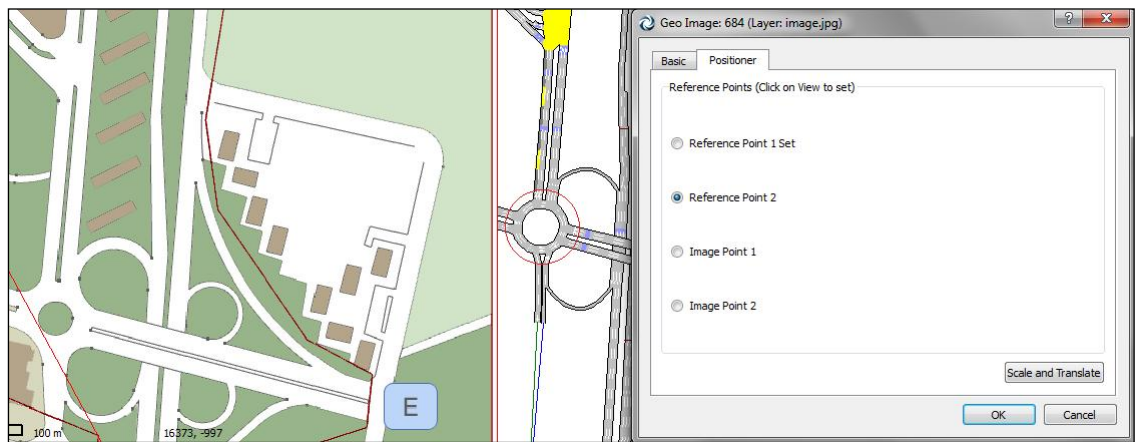 Geo Image: 684 (Layer: image.jpg)
Basic
Positioner
Reference Points (Click on View to set)
Reference Point 1 Set
Reference Point 2
Image Point 1
Image Point 2
Scale and Translate
OK
Cancel
E
100 m
16373, -997